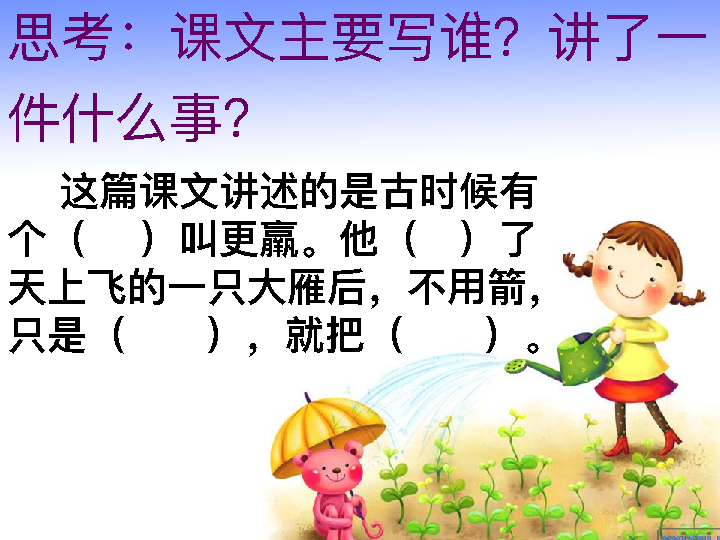 思考：课文主要写谁？讲了一
件什么事？
这篇课文讲述的是古时候有
个（ ）叫更羸。他（ ）了
天上飞的一只大雁后，不用箭，
只是（ ），就把（ ）。